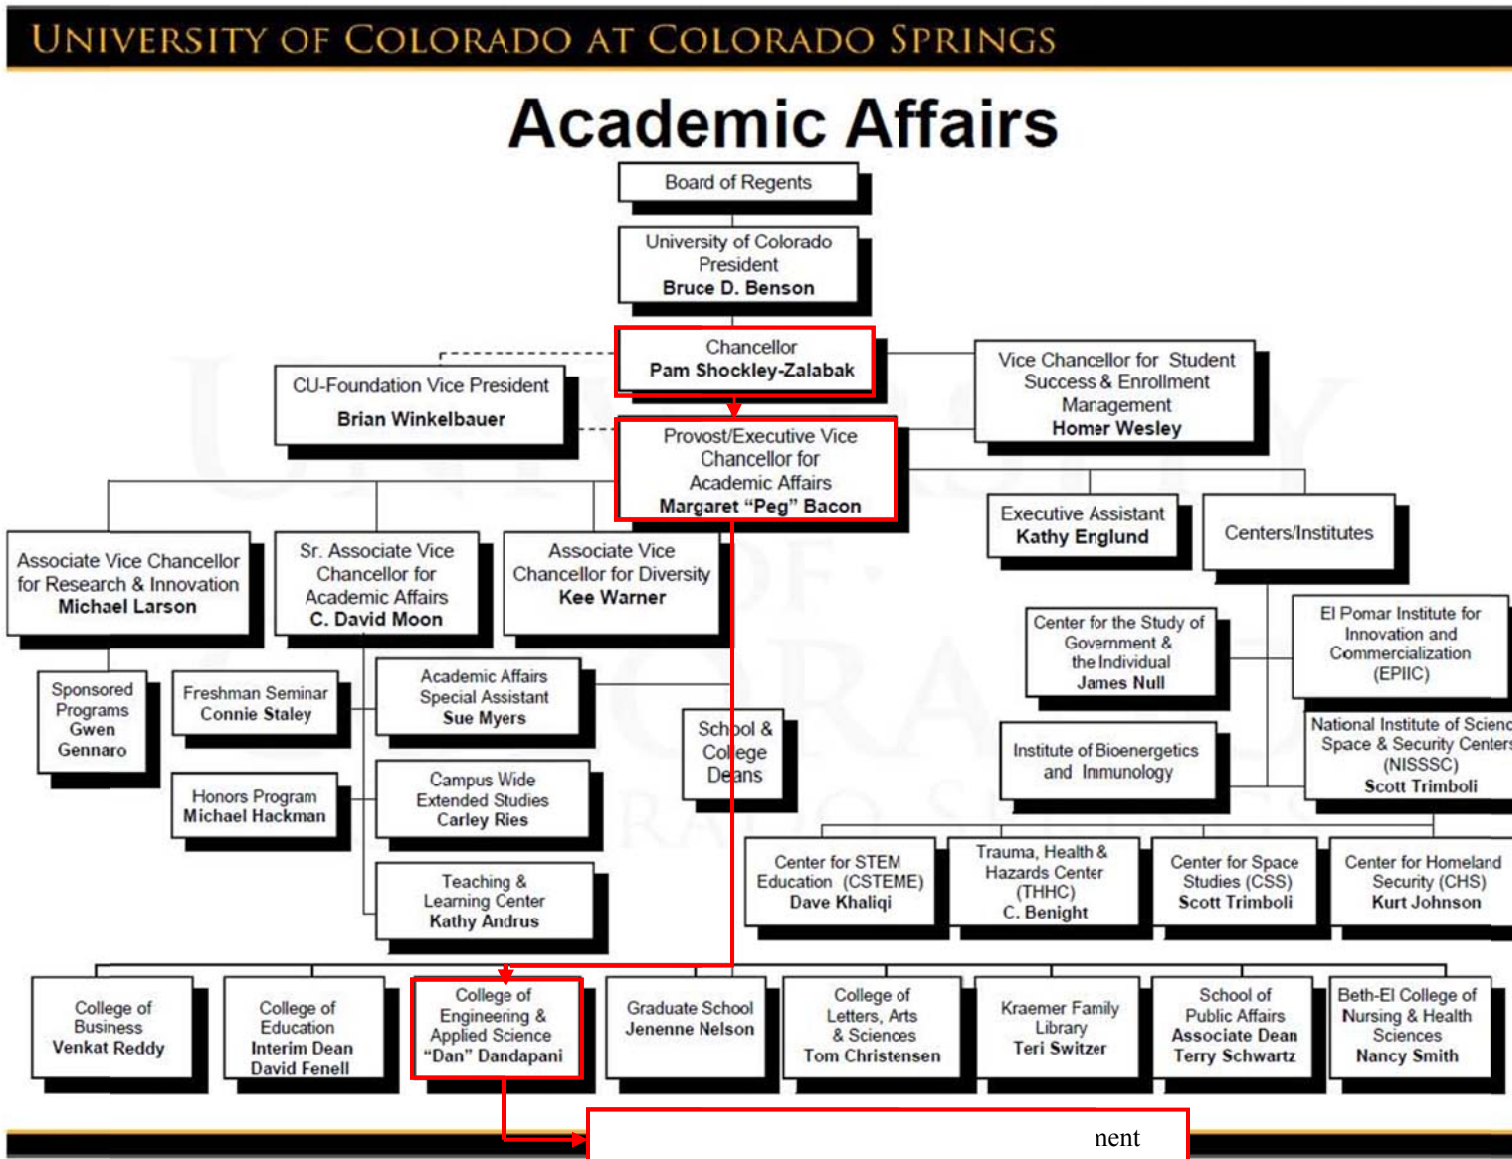 UNIVERSITY OF COLORADO AT COLORADO SPRINGS
Academic Affairs
Board of Regents
University of Colorado
President
Bruce D. Benson
Chancellor
Pam Shockley-Zalabak
CU-Foundation Vice President
Brian Winkelbauer
Vice Chancellor for Student
Success & Enrollment
Management
Homer Wesley
Provost/Executive Vice
Chancellor for
Academic Affairs
Margaret “Peg” Bacon
Executive Assistant
Kathy Englund
Centers/Institutes
Associate Vice Chancellor
for Research & Innovation
Michael Larson
Sr. Associate Vice
Chancellor for
Academic Affairs
C. David Moon
Associate Vice
Chancellor for Diversity
Kee Warner
Center for the Study of
Government &
the Individual
James Null
El Pomar Institute for
Innovation and
Commercialization
(EPIIC)
Sponsored
Programs
Gwen
Gennaro
Freshman Seminar
Connie Staley
Academic Affairs
Special Assistant
Sue Myers
School &
College
Deans
Institute of Bioenergetics
and Immunology
National Institute of Scienc
Space & Security Centers
(NISSSC)
Scott Trimboli
Honors Program
Michael Hackman
Campus Wide
Extended Studies
Carley Ries
Teaching &
Learning Center
Kathy Andrus
Center for STEM
Education (CSTEME)
Dave Khaliqi
Trauma, Health &
Hazards Center
(THHC)
C. Benight
Center for Space
Studies (CSS)
Scott Trimboli
Center for Homeland
Security (CHS)
Kurt Johnson
College of
Business
Venkat Reddy
College of
Education
Interim Dean
David Fenell
College of
Engineering &
Applied Science
“Dan” Dandapani
Graduate School
Jenenne Nelson
College of
Letters, Arts
& Sciences
Tom Christensen
Kraemer Family
Library
Teri Switzer
School of
Public Affairs
Associate Dean
Terry Schwartz
Beth-El College of
Nursing & Health
Sciences
Nancy Smith
nent